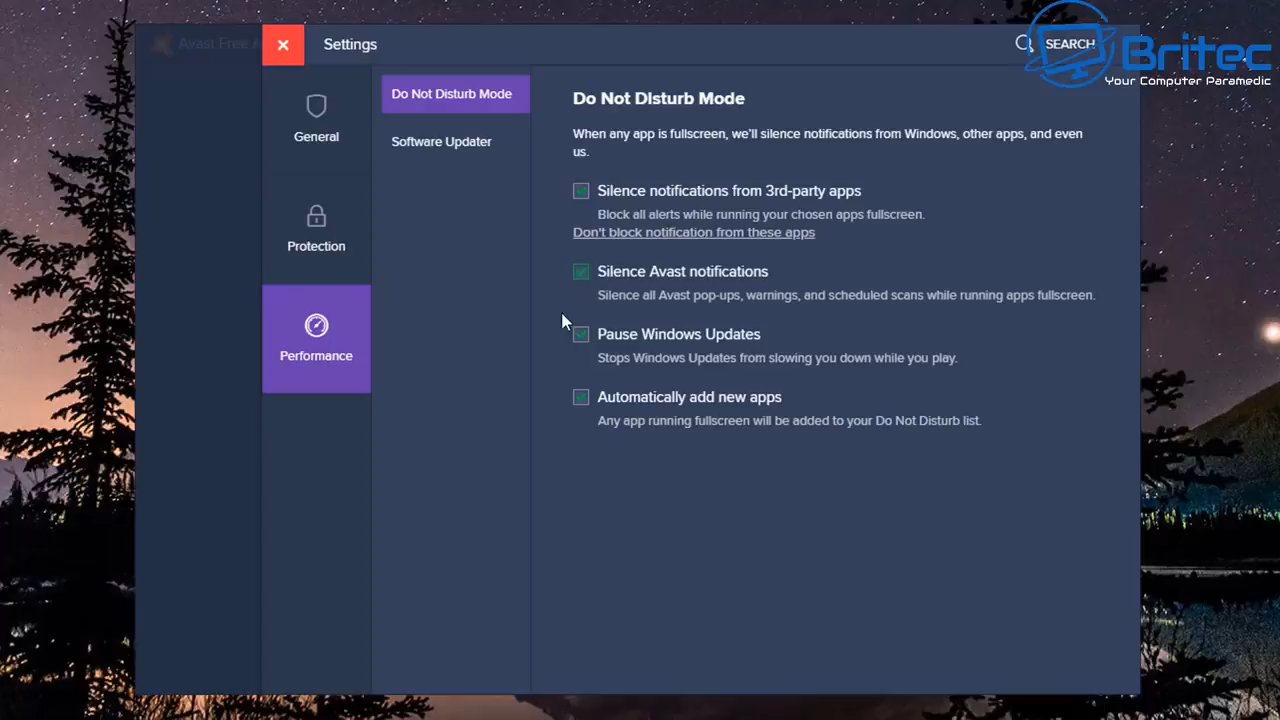 Avast Free A
Settings
SEARCH
Britec
Your Computer Paramedic
General
Protection
Performance
Do Not Disturb Mode
Software Updater
Do Not DIsturb Mode
When any app is fullscreen, we'll silence notifications from Windows, other apps, and even
us.
Silence notifications from 3rd-party apps
Block all alerts while running your chosen apps fullscreen.
Don't block notification from these apps
Silence Avast notifications
Silence all Avast pop-ups, warnings, and scheduled scans while running apps fullscreen.
Pause Windows Updates
Stops Windows Updates from slowing you down while you play.
Automatically add new apps
Any app running fullscreen will be added to your Do Not Disturb list.